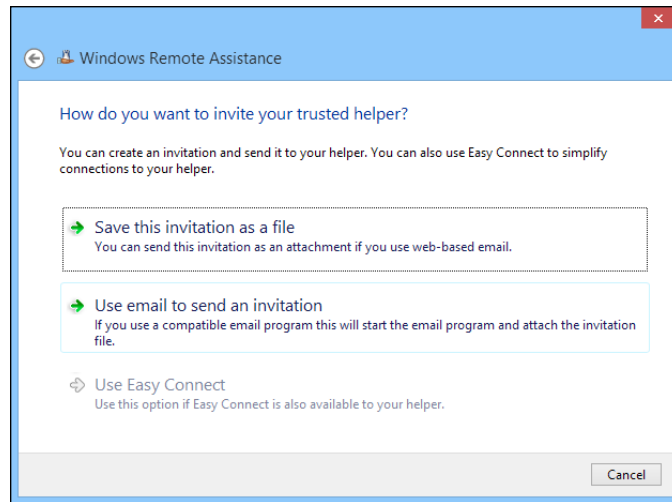 Windows Remote Assistance
How do you want to invite your trusted helper?
You can create an invitation and send it to your helper. You can also use Easy Connect to simplify
connections to your helper.
Save this invitation as a file
You can send this invitation as an attachment if you use web-based email.
Use email to send an invitation
If you use a compatible email program this will start the email program and attach the invitation
file.
Use Easy Connect
Use this option if Easy Connect is also available to your helper.
Cancel